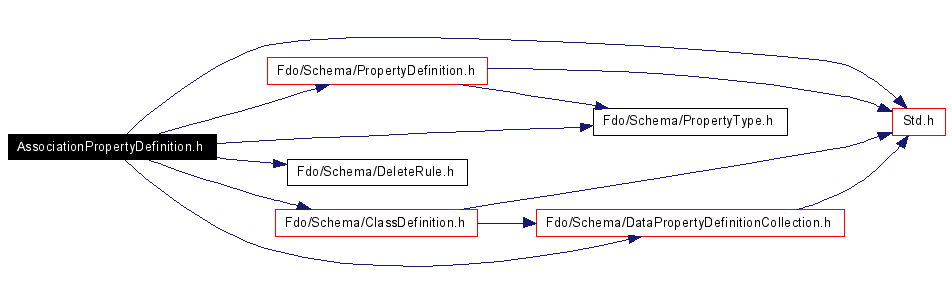 Fdo/Schema/PropertyDefinition.h
Fdo/Schema/PropertyType.h
Std.h
AssociationPropertyDefinition.h
Fdo/Schema/DeleteRule.h
Fdo/Schema/ClassDefinition.h
Fdo/Schema/DataPropertyDefinitionCollection.h